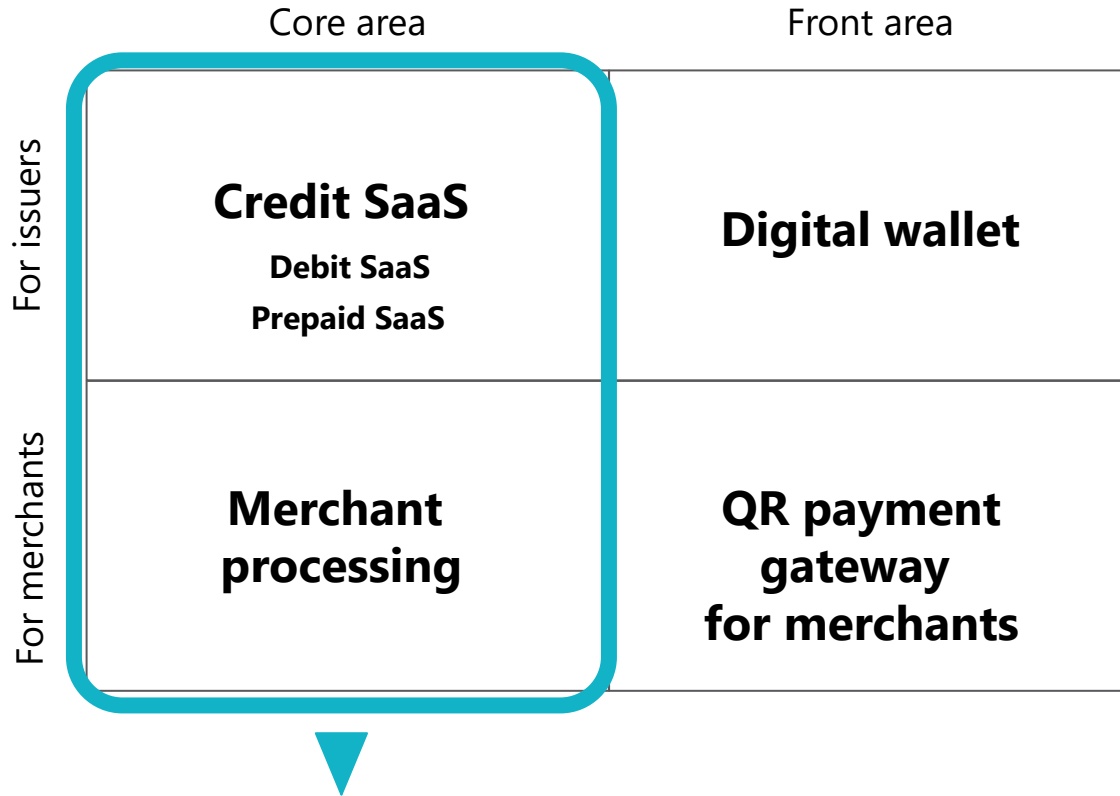 Core area
Front area
For issuers
Credit SaaS
Debit SaaS
Prepaid SaaS
Digital wallet
For merchants
Merchant
processing
QR payment
gateway
for merchants